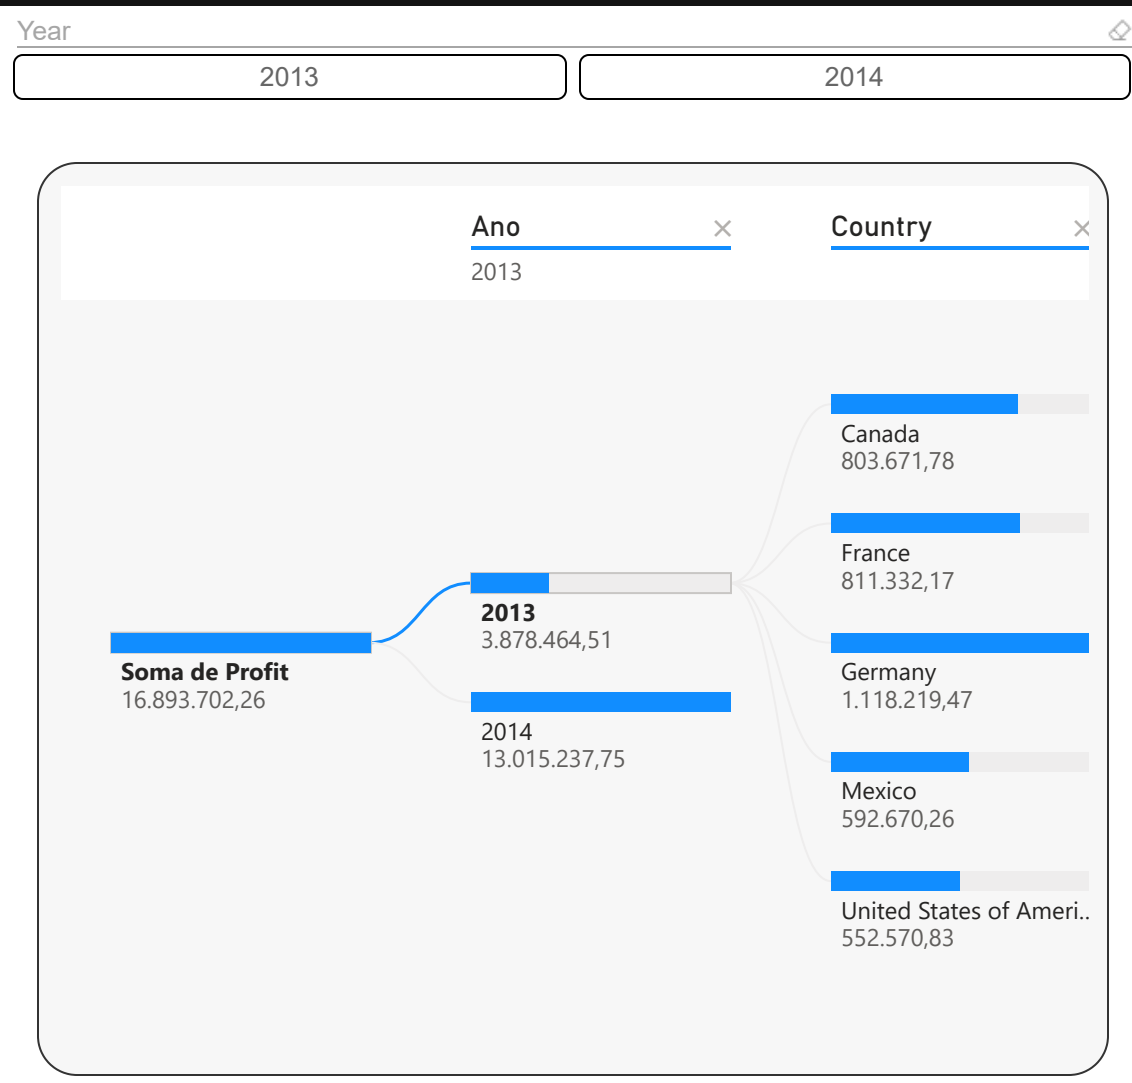 Year
2013
2014
Ano
Country
2013
Canada
803.671,78
France
811.332,17
2013
3.878.464,51
Soma de Profit
16.893.702,26
Germany
1.118.219,47
2014
13.015.237,75
Mexico
592.670,26
United States of Ameri..
552.570,83